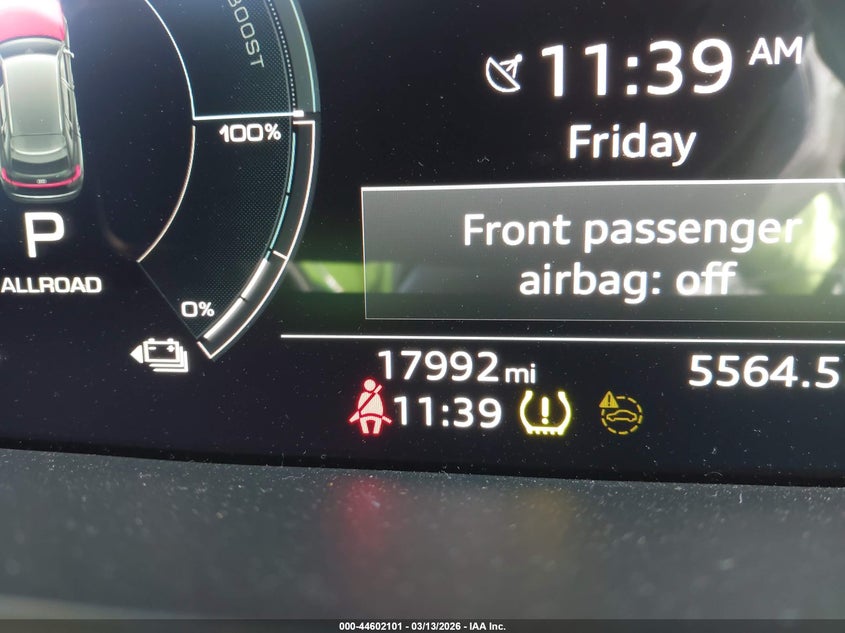 BOOST
11:39 AM
100%
Friday
P
Front passenger
airbag: off
ALLROAD
0%
17992 mi
5564.5
11:39
000-44602101 - 03/13/2026 - IAA Inc.